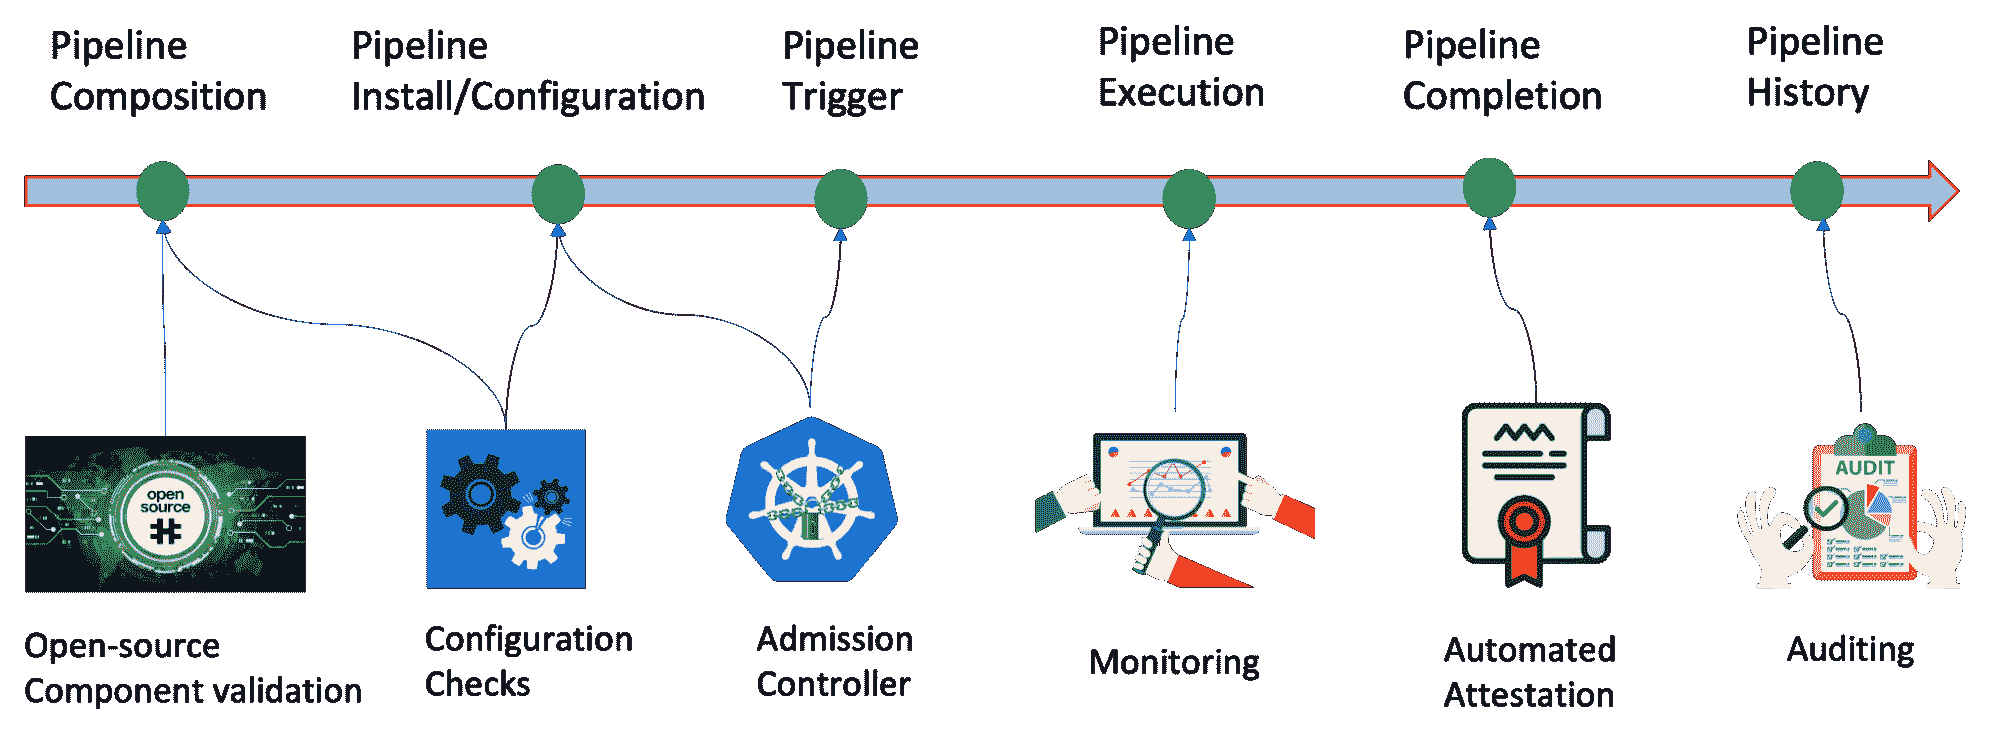 Pipeline
Composition
Pipeline
Install/Configuration
Pipeline
Trigger
Pipeline
Execution
Pipeline
Completion
Pipeline
History
open
source
Open-source
Component validation
Configuration
Checks
Admission
Controller
Monitoring
Automated
Attestation
AUDIT
Auditing